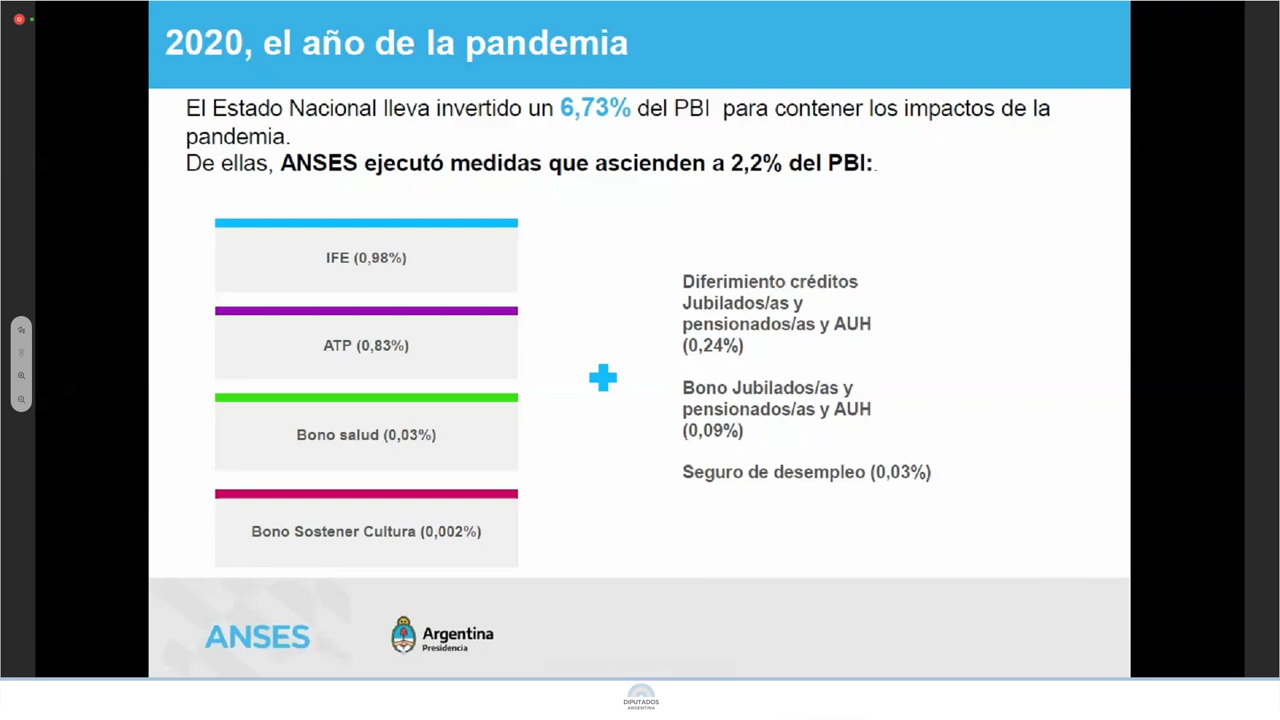 2020, el año de la pandemia
El Estado Nacional lleva invertido un 6,73% del PBI para contener los impactos de la
pandemia.
De ellas, ANSES ejecutó medidas que ascienden a 2,2% del PBI:.
IFE (0,98%)
ATP (0,83%)
Bono salud (0,03%)
Bono Sostener Cultura (0,002%)
Diferimiento créditos
Jubilados/as y
pensionados/as y AUH
(0,24%)
Bono Jubilados/as y
pensionados/as y AUH
(0,09%)
Seguro de desempleo (0,03%)
ANSES
Argentina
Presidencia
DIPUTADOS
ARGENTINA